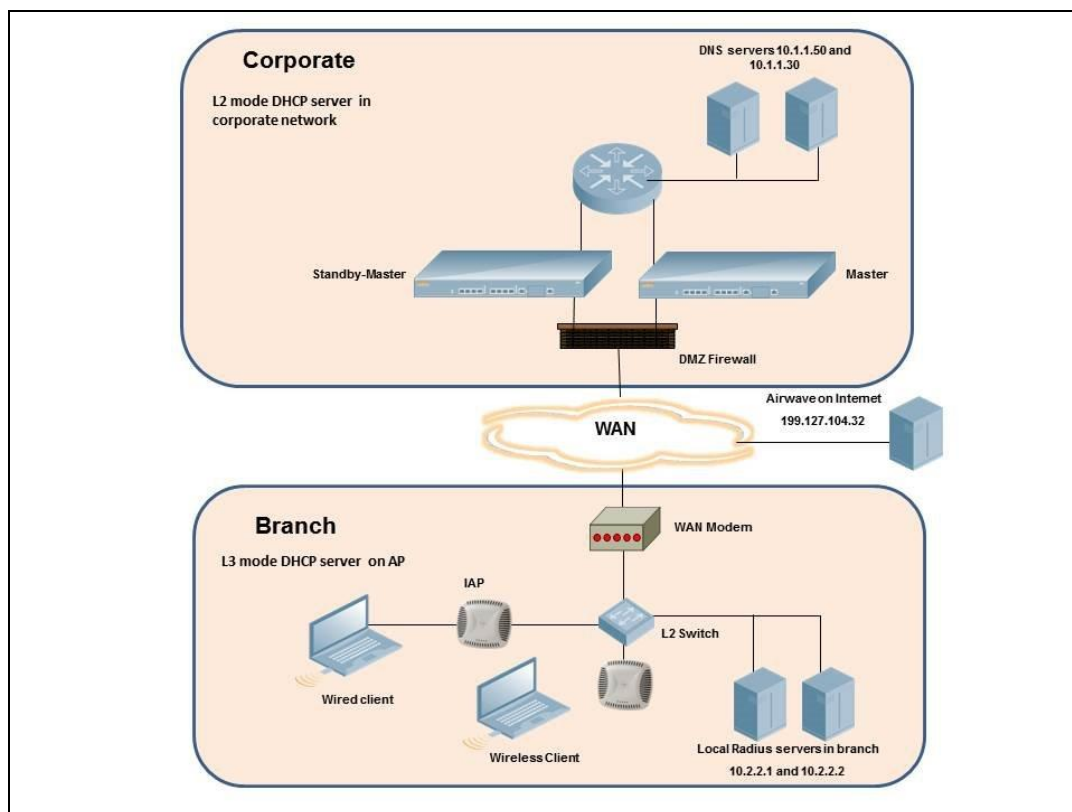 Corporate
L2 mode DHCP server in
corporate network
DNS servers 10.1.1.50 and
10.1.1.30
Standby-Master
Master
DMZ Firewall
WAN
Airwave on Internet
199.127.104.32
Branch
L3 mode DHCP server on AP
WAN Modem
IAP
L2 Switch
Wired client
Wireless Client
Local Radius servers in branch
10.2.2.1 and 10.2.2.2